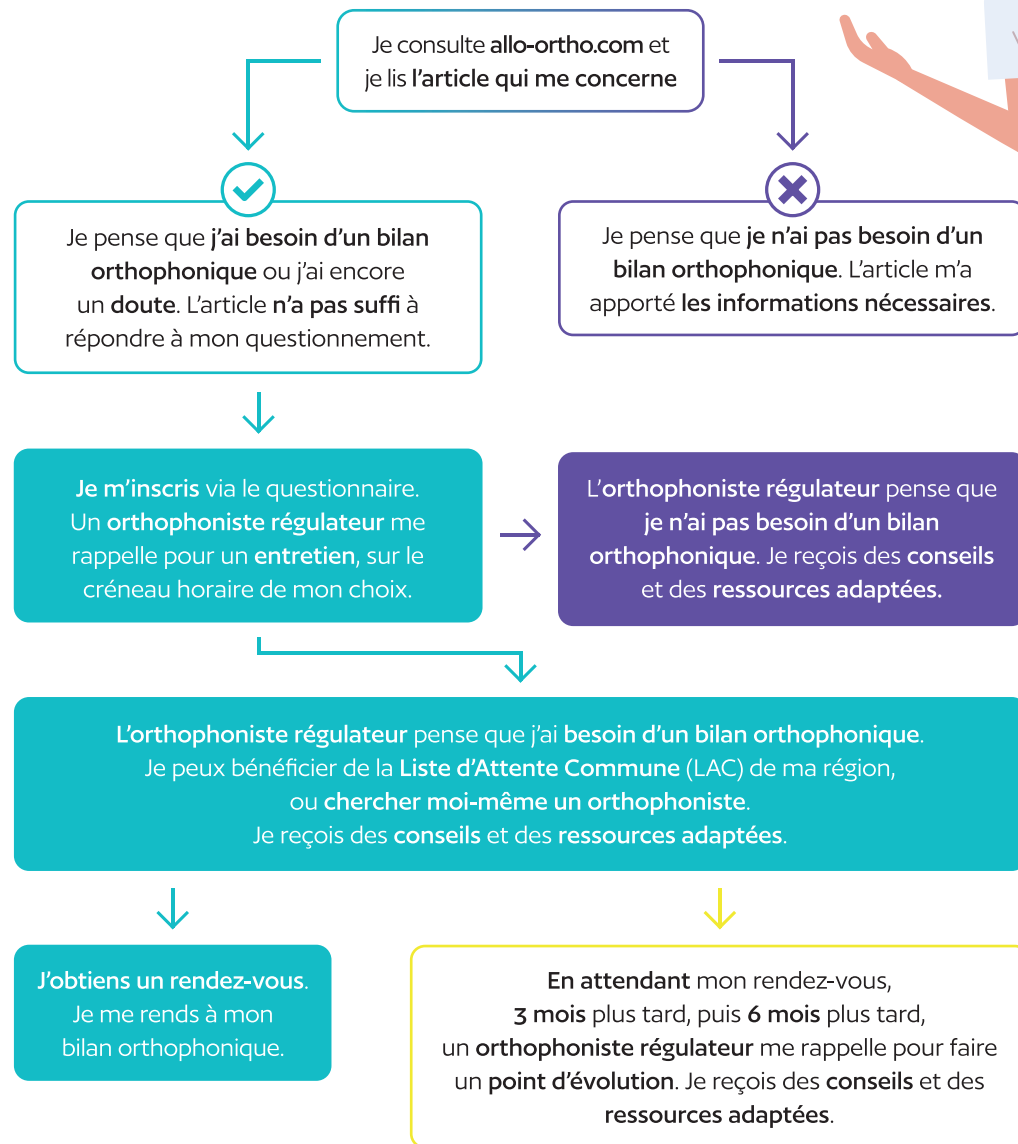 Je consulte allo-ortho.com et
je lis l'article qui me concerne
Je pense que j'ai besoin d'un bilan
orthophonique ou j'ai encore
un doute. L'article n'a pas suffi à
répondre à mon questionnement.
Je pense que je n'ai pas besoin d'un
bilan orthophonique. L'article m'a
apporté les informations nécessaires.
Je m'inscris via le questionnaire.
Un orthophoniste régulateur me
rappelle pour un entretien, sur le
créneau horaire de mon choix.
L'orthophoniste régulateur pense que
je n'ai pas besoin d'un bilan
orthophonique. Je reçois des conseils
et des ressources adaptées.
L'orthophoniste régulateur pense que j'ai besoin d'un bilan orthophonique.
Je peux bénéficier de la Liste d'Attente Commune (LAC) de ma région,
ou chercher moi-même un orthophoniste.
Je reçois des conseils et des ressources adaptées.
J'obtiens un rendez-vous.
Je me rends à mon
bilan orthophonique.
En attendant mon rendez-vous,
3 mois plus tard, puis 6 mois plus tard,
un orthophoniste régulateur me rappelle pour faire
un point d'évolution. Je reçois des conseils et des
ressources adaptées.